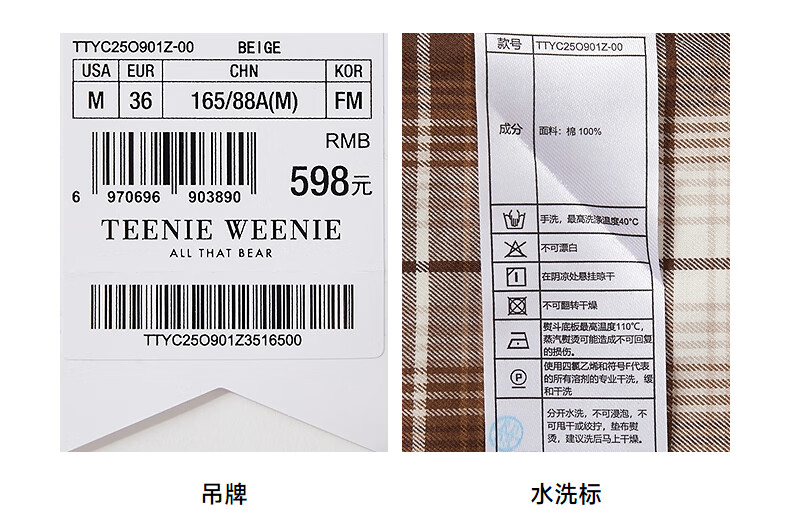 TTYC25O901Z-00 BEIGE
USA EUR CHN KOR
M 36 165/88A(M) FM
RMB
598元
6 970696 903890
TEENIE WEENIE
ALL THAT BEAR
TTYC25O901Z3516500
吊牌
款号 TTYC25O901Z-00
成分 面料：棉 100%
手洗，最高洗涤温度40℃
不可漂白
在阴凉处悬挂晾干
不可翻转干燥
熨斗底板最高温度110℃，
蒸汽熨烫可能造成不可回复
的损伤。
使用四氯乙烯和符号F代表
的所有溶剂的专业干洗，缓
和干洗
分开水洗，不可浸泡，不
可甩干或绞拧，垫布熨
烫，建议洗后马上干燥。
水洗标